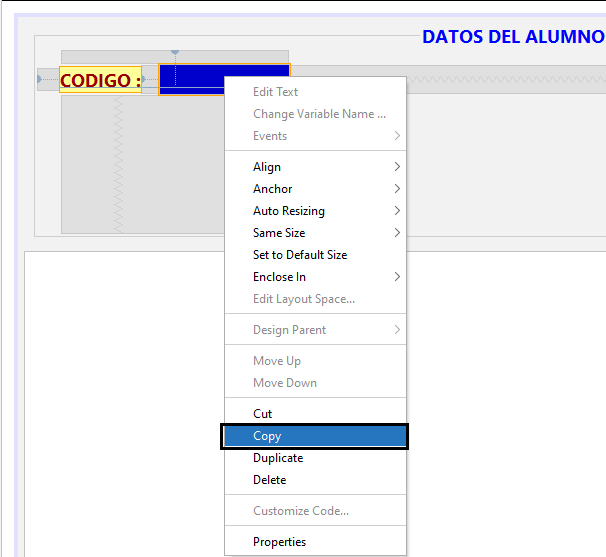 DATOS DEL ALUMNO
CODIGO :
Edit Text
Change Variable Name ...
Events
Align
Anchor
Auto Resizing
Same Size
Set to Default Size
Enclose In
Edit Layout Space...
Design Parent
Move Up
Move Down
Cut
Copy
Duplicate
Delete
Customize Code...
Properties